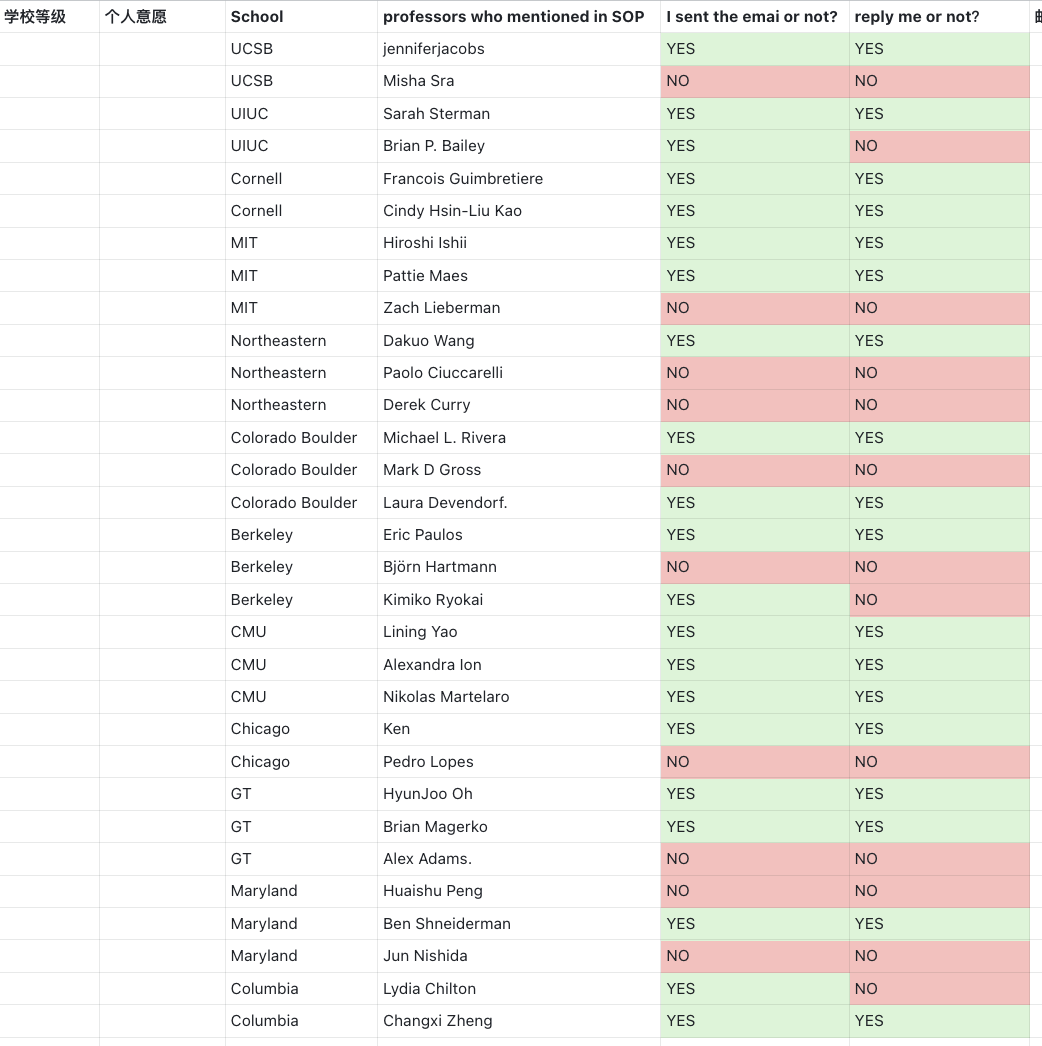 学校等级 个人意愿 School professors who mentioned in SOP I sent the emai or not? reply me or not?
UCSB jenniferjacobs YES YES
UCSB Misha Sra NO NO
UIUC Sarah Sterman YES YES
UIUC Brian P. Bailey YES NO
Cornell Francois Guimbretiere YES YES
Cornell Cindy Hsin-Liu Kao YES YES
MIT Hiroshi Ishii YES YES
MIT Pattie Maes YES YES
MIT Zach Lieberman NO NO
Northeastern Dakuo Wang YES YES
Northeastern Paolo Ciuccarelli NO NO
Northeastern Derek Curry NO NO
Colorado Boulder Michael L. Rivera YES YES
Colorado Boulder Mark D Gross NO NO
Colorado Boulder Laura Devendorf. YES YES
Berkeley Eric Paulos YES YES
Berkeley Björn Hartmann NO NO
Berkeley Kimiko Ryokai YES NO
CMU Lining Yao YES YES
CMU Alexandra Ion YES YES
CMU Nikolas Martelaro YES YES
Chicago Ken YES YES
Chicago Pedro Lopes NO NO
GT HyunJoo Oh YES YES
GT Brian Magerko YES YES
GT Alex Adams. NO NO
Maryland Huaishu Peng NO NO
Maryland Ben Shneiderman YES YES
Maryland Jun Nishida NO NO
Columbia Lydia Chilton YES NO
Columbia Changxi Zheng YES YES